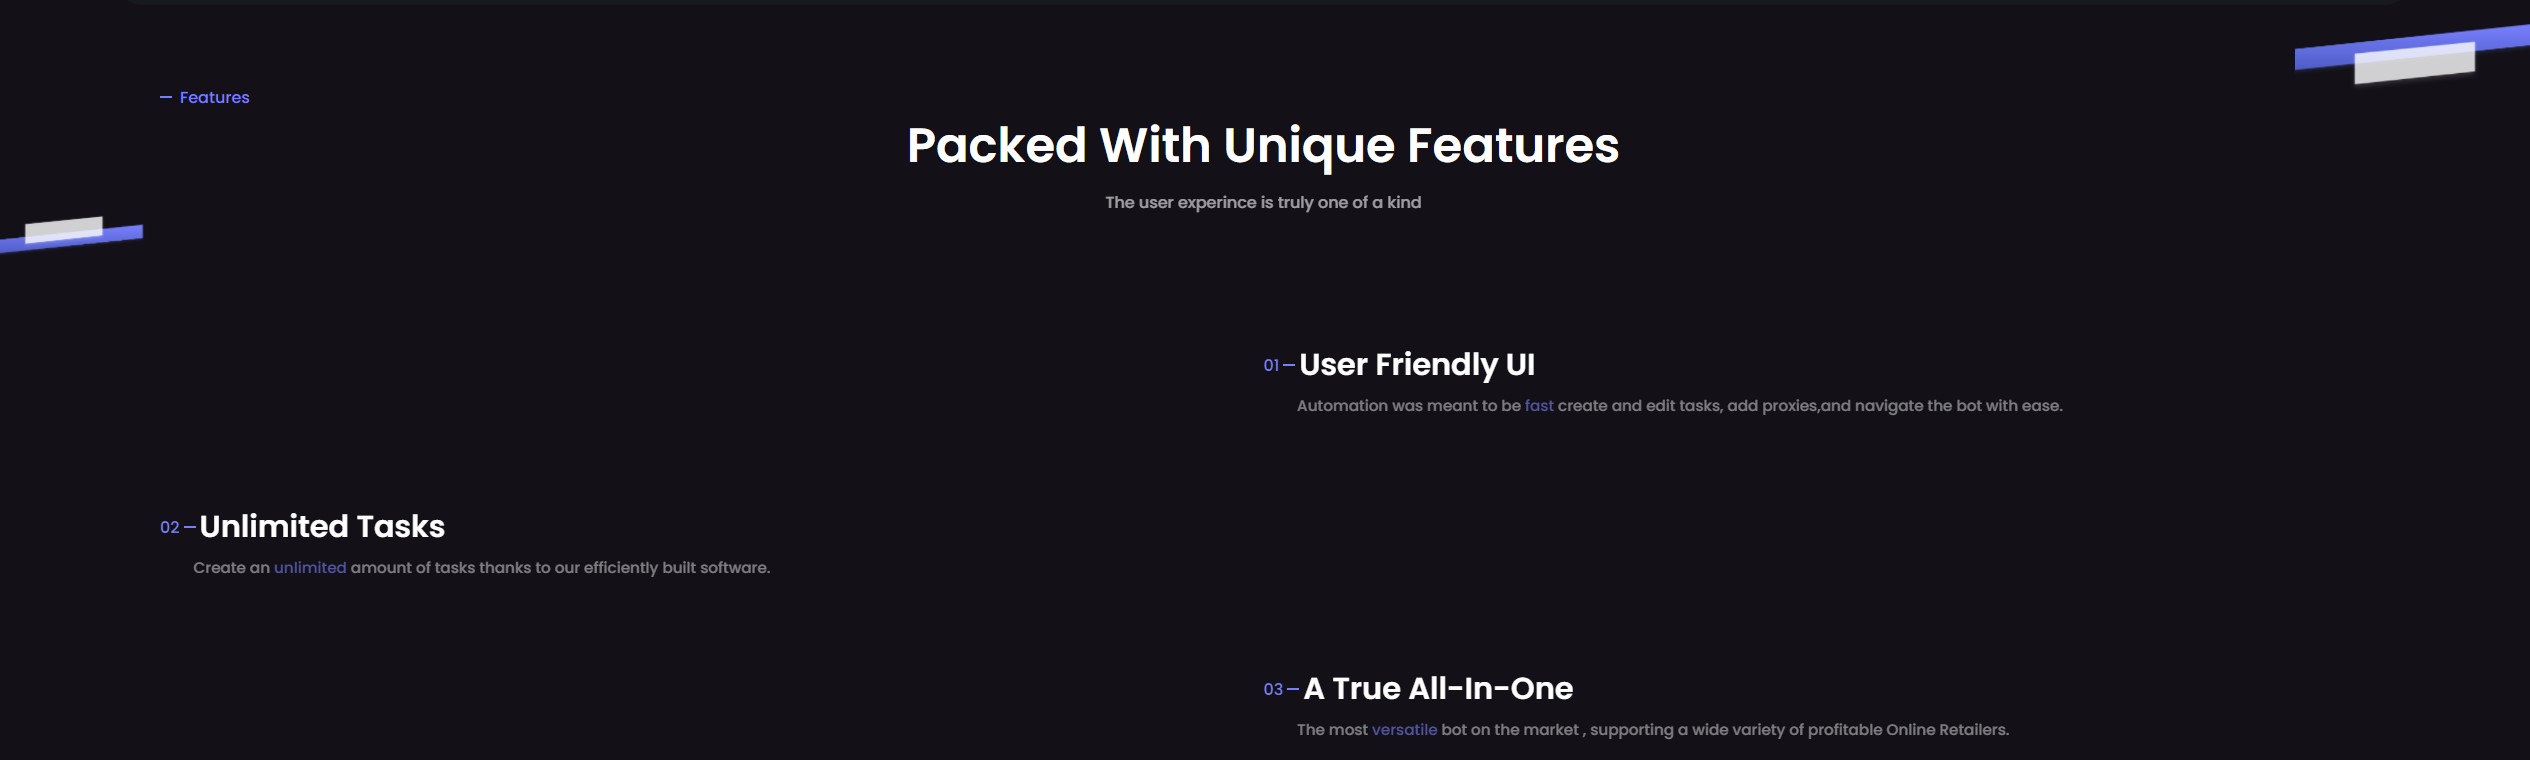 — Features
Packed With Unique Features
The user experince is truly one of a kind
01 — User Friendly UI
Automation was meant to be fast create and edit tasks, add proxies,and navigate the bot with ease.
02 — Unlimited Tasks
Create an unlimited amount of tasks thanks to our efficiently built software.
03 — A True All-In-One
The most versatile bot on the market , supporting a wide variety of profitable Online Retailers.